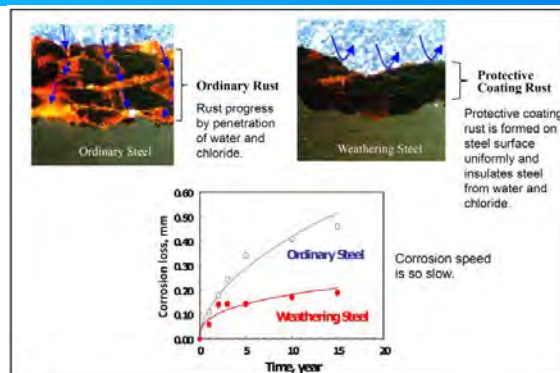 Ordinary Rust
Rust progress
by penetration
of water and
chloride.
Ordinary Steel
Protective
Coating Rust
Protective coating
rust is formed on
steel surface
uniformly and
insulates steel
from water and
chloride.
Weathering Steel
Corrosion loss, mm
0.60
0.50
0.40
0.30
0.20
0.10
0.00
Ordinary Steel
Weathering Steel
0
5
10
15
20
Time, year
Corrosion speed
is so slow.